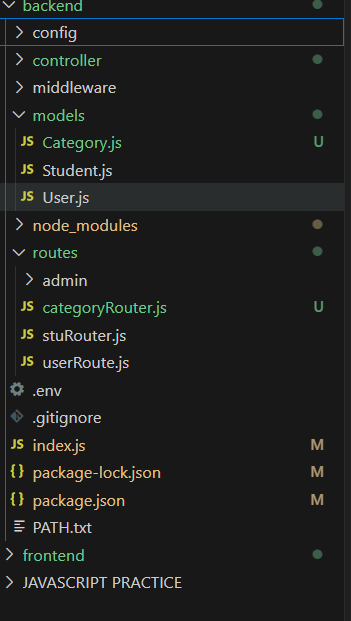 backend
config
controller
middleware
models
JS Category.js U
JS Student.js
JS User.js
node_modules
routes
admin
JS categoryRouter.js U
JS stuRouter.js
JS userRoute.js
.env
.gitignore
JS index.js M
{} package-lock.json M
{} package.json M
PATH.txt
frontend
JAVASCRIPT PRACTICE